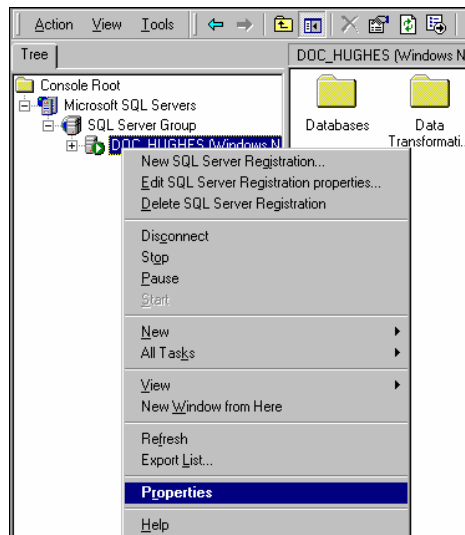 Action View Tools
Tree
DOC_HUGHES (Windows N
Console Root
Microsoft SQL Servers
SQL Server Group
DOC_HUGHES (Windows N
Databases
Data
Transformati..
New SQL Server Registration...
Edit SQL Server Registration properties...
Delete SQL Server Registration
Disconnect
Stop
Pause
Start
New
All Tasks
View
New Window from Here
Refresh
Export List...
Properties
Help